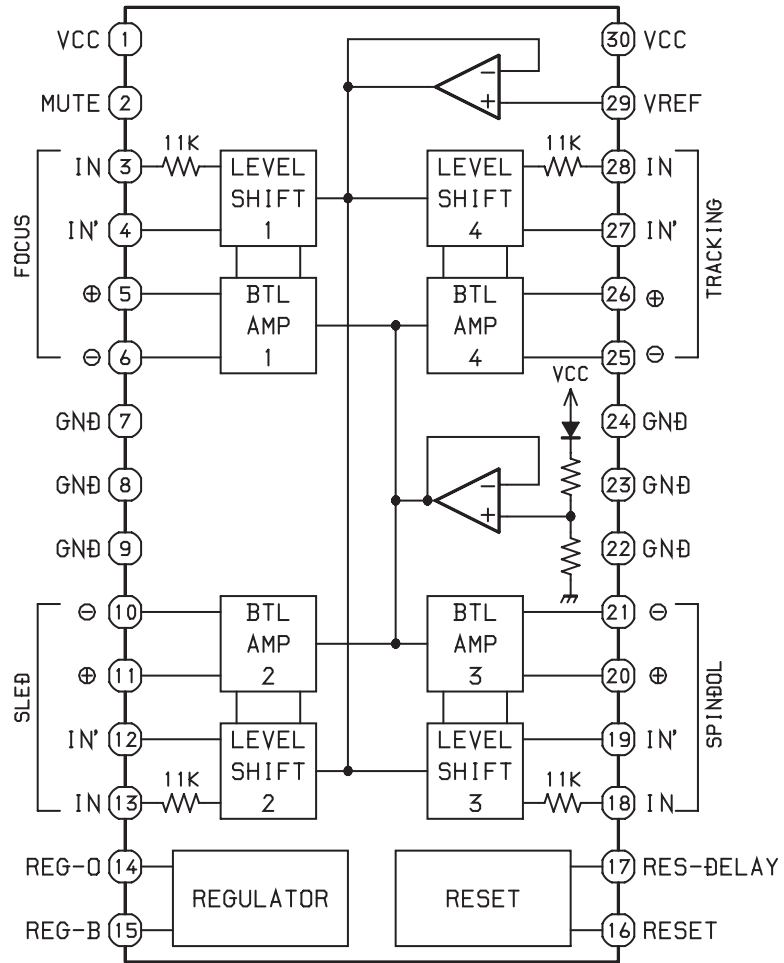 VCC 1
MUTE 2
FOCUS
IN 3 11K
IN' 4
⊕ 5
⊖ 6
GND 7
GND 8
GND 9
SLED
⊖ 10
⊕ 11
IN' 12
IN 13 11K
REG-O 14
REG-B 15
LEVEL
SHIFT
1
BTL
AMP
1
BTL
AMP
2
LEVEL
SHIFT
2
REGULATOR
−
+
LEVEL
SHIFT
4
BTL
AMP
4
VCC
−
+
BTL
AMP
3
LEVEL
SHIFT
3
RESET
30 VCC
29 VREF
11K 28 IN
27 IN'
26 ⊕
25 ⊖
TRACKING
24 GND
23 GND
22 GND
21 ⊖
20 ⊕
19 IN'
11K 18 IN
SPINDOL
17 RES-DELAY
16 RESET